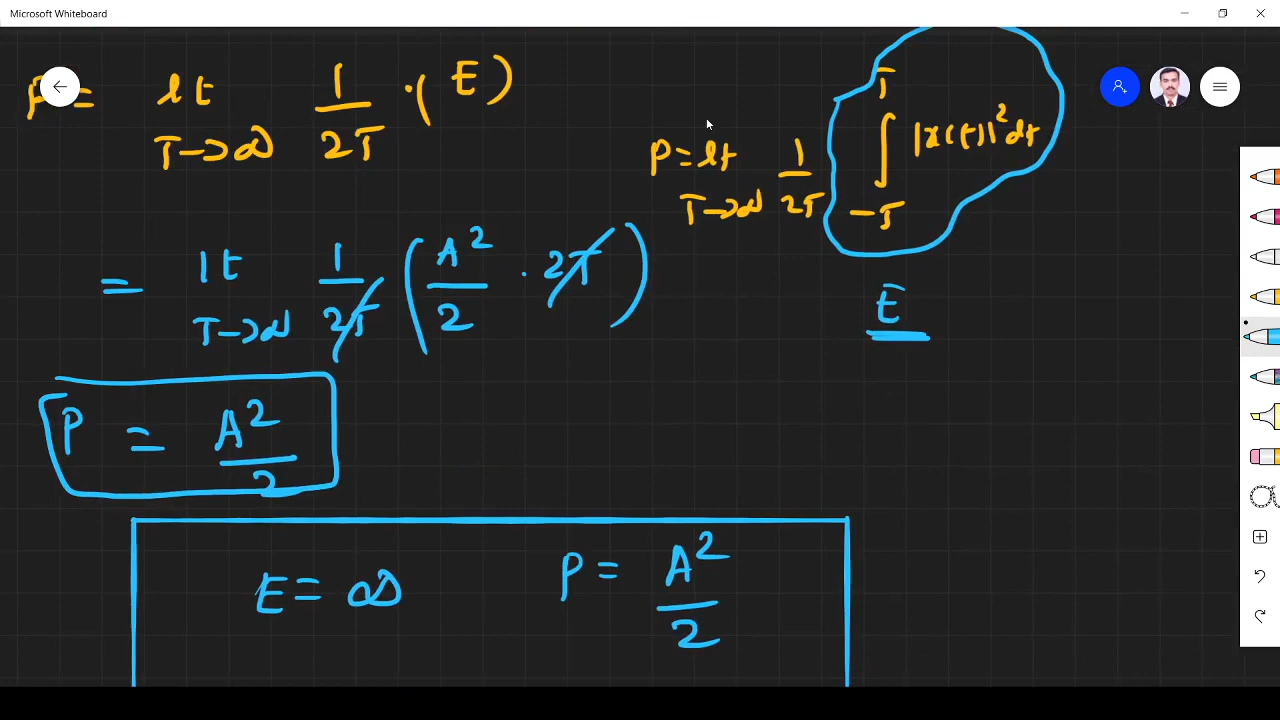 Microsoft Whiteboard
P = lt T→∞ 1/2T · (E)
P = lt T→∞ 1/2T ∫_{-T}^{T} |x(t)|² dt
E
= lt T→∞ 1/2T (A²/2 · 2T)
P = A²/2
E = ∞ P = A²/2